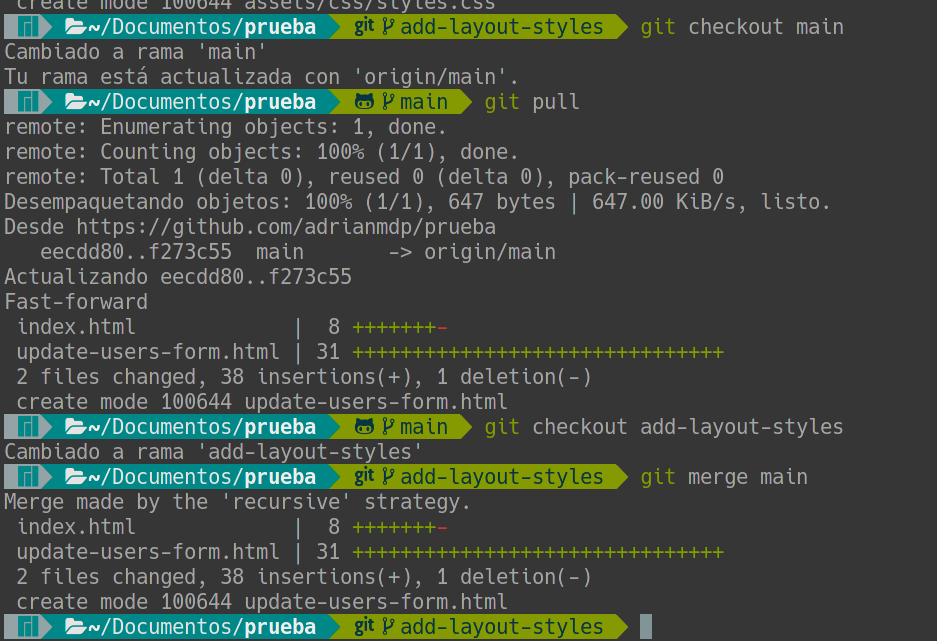 create mode 100644 assets/css/styles.css
~/Documentos/prueba git add-layout-styles git checkout main
Cambiado a rama 'main'
Tu rama está actualizada con 'origin/main'.
~/Documentos/prueba main git pull
remote: Enumerating objects: 1, done.
remote: Counting objects: 100% (1/1), done.
remote: Total 1 (delta 0), reused 0 (delta 0), pack-reused 0
Desempaquetando objetos: 100% (1/1), 647 bytes | 647.00 KiB/s, listo.
Desde https://github.com/adrianmdp/prueba
eecdd80..f273c55  main       -> origin/main
Actualizando eecdd80..f273c55
Fast-forward
index.html             |  8 +++++++-
update-users-form.html | 31 +++++++++++++++++++++++++++++++
2 files changed, 38 insertions(+), 1 deletion(-)
create mode 100644 update-users-form.html
~/Documentos/prueba main git checkout add-layout-styles
Cambiado a rama 'add-layout-styles'
~/Documentos/prueba git add-layout-styles git merge main
Merge made by the 'recursive' strategy.
index.html             |  8 +++++++-
update-users-form.html | 31 +++++++++++++++++++++++++++++++
2 files changed, 38 insertions(+), 1 deletion(-)
create mode 100644 update-users-form.html
~/Documentos/prueba git add-layout-styles